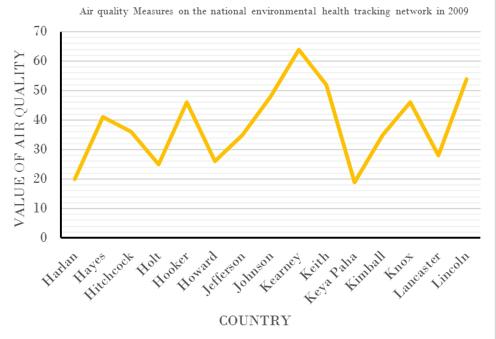 Air quality Measures on the national environmental health tracking network in 2009
70
60
50
40
30
20
10
0
VALUE OF AIR QUALITY
Harlan
Hayes
Hitchcock
Holt
Hooker
Howard
Jefferson
Johnson
Kearney
Keith
Keya Paha
Kimball
Knox
Lancaster
Lincoln
COUNTRY